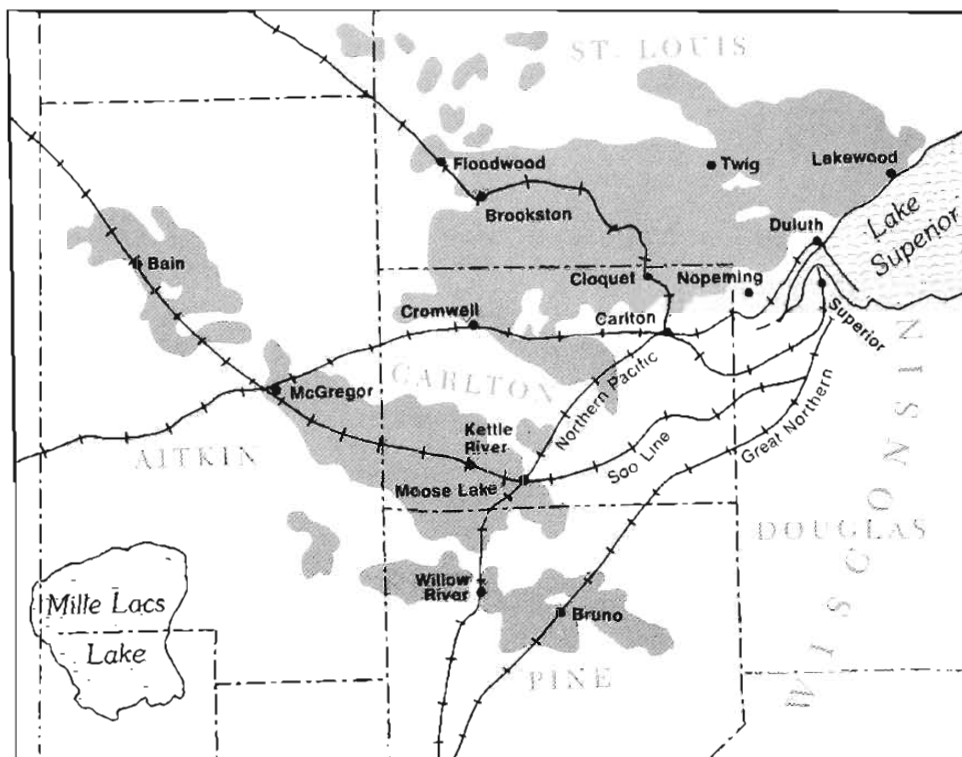 ST. LOUIS
Floodwood
Twig
Lakewood
Brookston
Lake
Superior
Duluth
Bain
Cloquet
Nopeming
Cromwell
Carlton
Superior
McGregor
CARLTON
Northern Pacific
AITKIN
Kettle
River
Soo Line
Great Northern
Moose Lake
DOUGLAS
WISCONSIN
Willow
River
Mille Lacs
Lake
Bruno
PINE